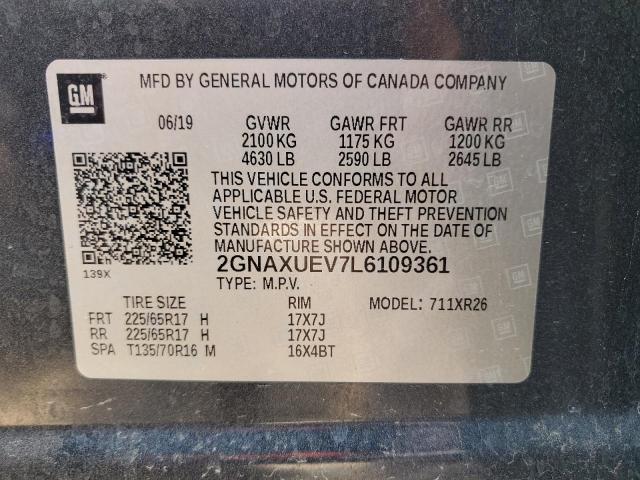 GM
MFD BY GENERAL MOTORS OF CANADA COMPANY
06/19 GVWR GAWR FRT GAWR RR
2100 KG 1175 KG 1200 KG
4630 LB 2590 LB 2645 LB
THIS VEHICLE CONFORMS TO ALL
APPLICABLE U.S. FEDERAL MOTOR
VEHICLE SAFETY AND THEFT PREVENTION
STANDARDS IN EFFECT ON THE DATE OF
MANUFACTURE SHOWN ABOVE.
139X 2GNAXUEV7L6109361
TYPE: M.P.V.
TIRE SIZE RIM MODEL: 711XR26
FRT 225/65R17 H 17X7J
RR 225/65R17 H 17X7J
SPA T135/70R16 M 16X4BT